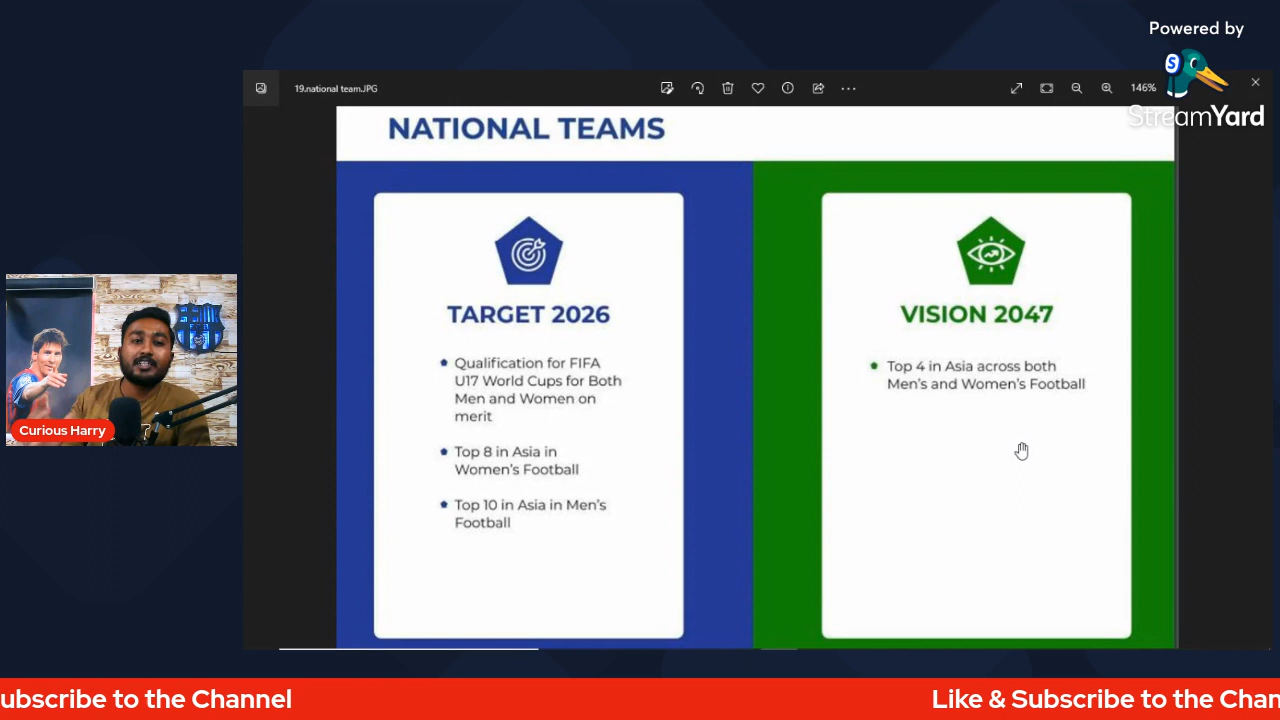 Powered by
StreamYard
19.national team.JPG
146%
NATIONAL TEAMS
TARGET 2026
Qualification for FIFA
U17 World Cups for Both
Men and Women on
merit
Top 8 in Asia in
Women's Football
Top 10 in Asia in Men's
Football
VISION 2047
Top 4 in Asia across both
Men's and Women's Football
Curious Harry
ubscribe to the Channel
Like & Subscribe to the Chan